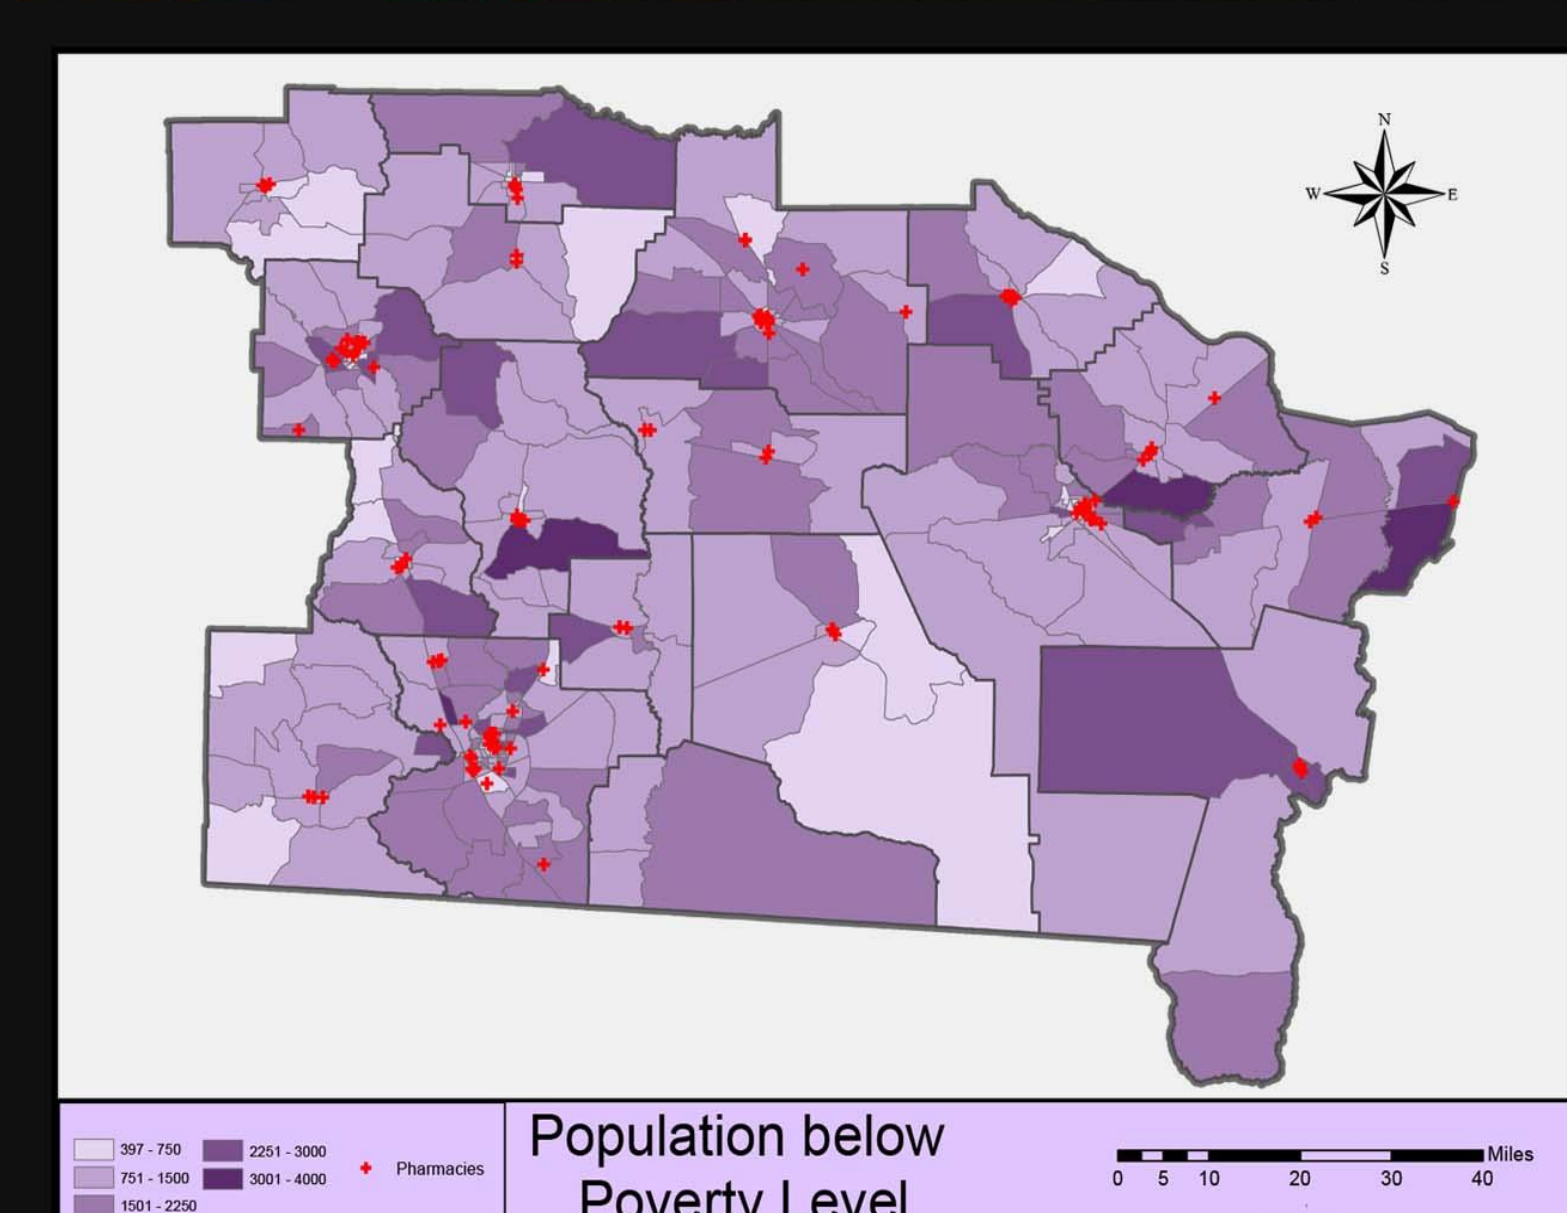 N
W
E
S
397 - 750
751 - 1500
1501 - 2250
2251 - 3000
3001 - 4000
Pharmacies
Population below
Poverty Level
Miles
0 5 10 20 30 40